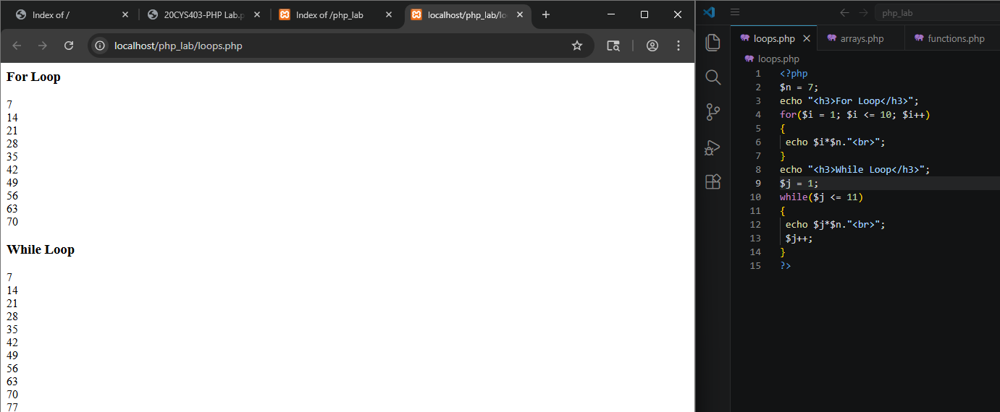 Index of /
20CYS403-PHP Lab.p
Index of /php_lab
localhost/php_lab/lo
localhost/php_lab/loops.php
For Loop
7
14
21
28
35
42
49
56
63
70
While Loop
7
14
21
28
35
42
49
56
63
70
77
php_lab
loops.php
arrays.php
functions.php
loops.php
1 <?php
2 $n = 7;
3 echo "<h3>For Loop</h3>";
4 for($i = 1; $i <= 10; $i++)
5 {
6 echo $i*$n."<br>";
7 }
8 echo "<h3>While Loop</h3>";
9 $j = 1;
10 while($j <= 11)
11 {
12 echo $j*$n."<br>";
13 $j++;
14 }
15 ?>